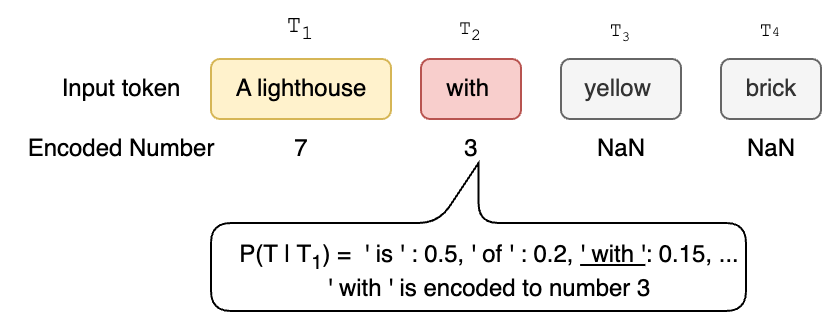 T₁ T₂ T₃ T₄
Input token A lighthouse with yellow brick
Encoded Number 7 3 NaN NaN
P(T | T₁) = ' is ' : 0.5, ' of ' : 0.2, ' with ': 0.15, ...
' with ' is encoded to number 3